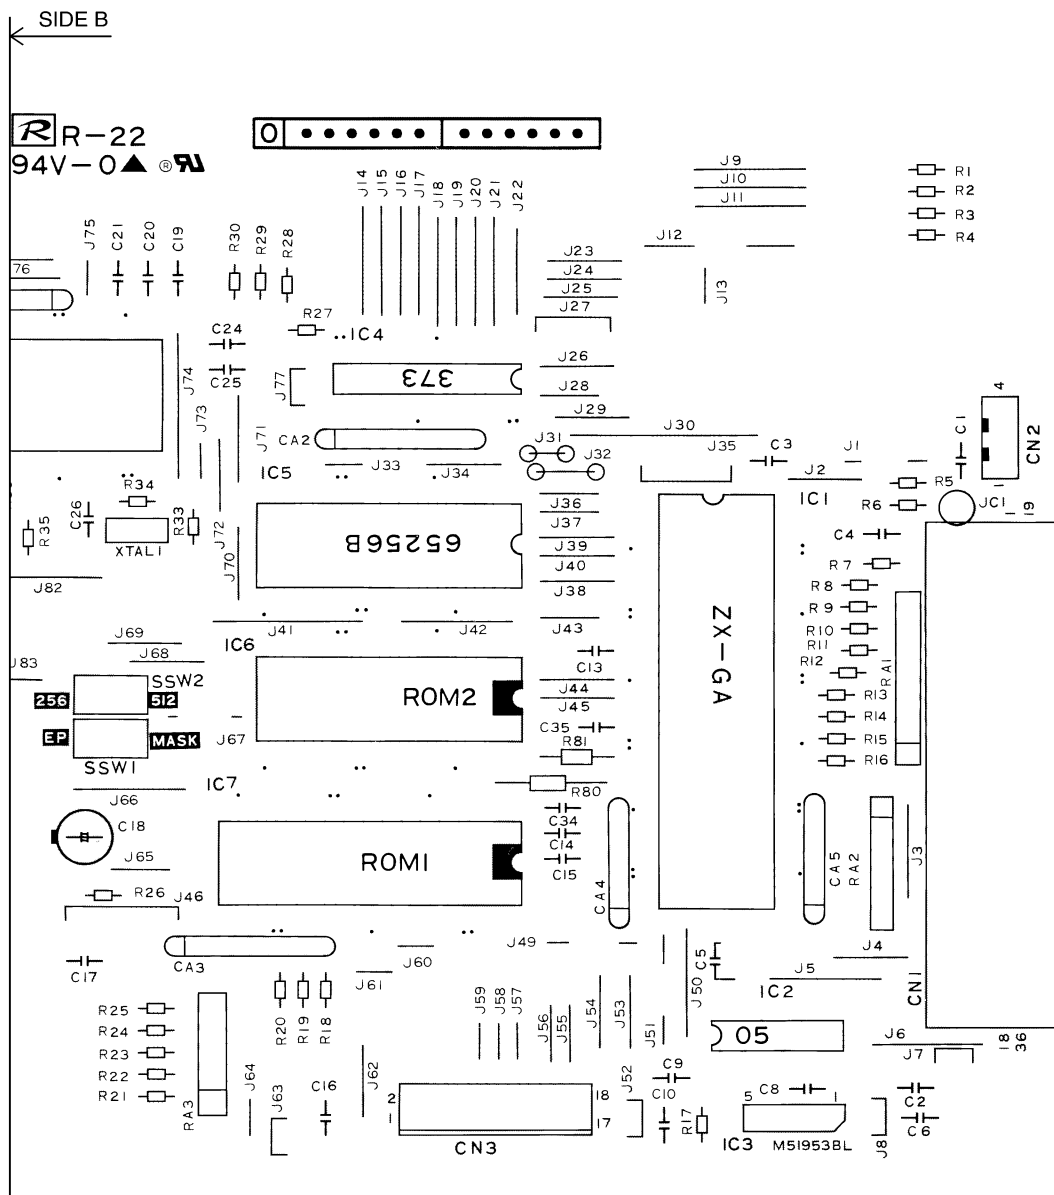 SIDE B
R R-22
0
94V-0 ® UR
J9
J10
J11
R1
R2
R3
R4
J14
J15
J16
J17
J18
J19
J20
J21
J22
J75
C21
C20
C19
R30
R29
R28
J12
J13
J23
J24
J25
J27
76
R27
IC4
C24
C25
J74
J77
373
J26
J28
J29
J73
J71
CA2
J30
J31
J32
J35
C3
J1
J2
IC1
C1
4
CN2
1
IC5
J33
J34
R34
C26
R33
R35
XTAL1
J72
J70
65256B
J36
J37
J39
J40
J38
R5
R6
JC1
1
19
C4
R7
R8
R9
R10
R11
R12
R13
R14
R15
R16
RA1
J82
J41
J42
J43
ZX-GA
J69
J68
IC6
J83
C13
SSW2
256
512
ROM2
J44
J45
EP
MASK
J67
C35
R81
SSW1
IC7
R80
J66
C18
C34
C14
C15
J65
ROM1
CA4
CA5
RA2
J3
R26
J46
J49
J4
C17
CA3
J60
J61
C5
J50
J5
IC2
CN1
R25
R24
R23
R22
R21
RA3
R20
R19
R18
J59
J58
J57
J56
J55
J54
J53
J51
05
J6
J7
18
36
J64
J63
C16
J62
2
1
18
17
CN3
J52
C9
C10
R17
C8
5
1
IC3
M51953BL
J8
C2
C6